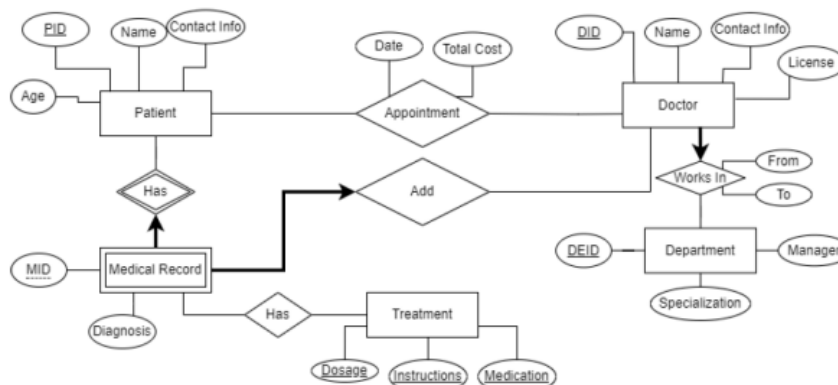 PID
Name
Contact Info
Age
Patient
Date
Total Cost
Appointment
DID
Name
Contact Info
License
Doctor
Has
Add
Works In
From
To
MID
Medical Record
Diagnosis
DEID
Department
Manager
Specialization
Has
Treatment
Dosage
Instructions
Medication